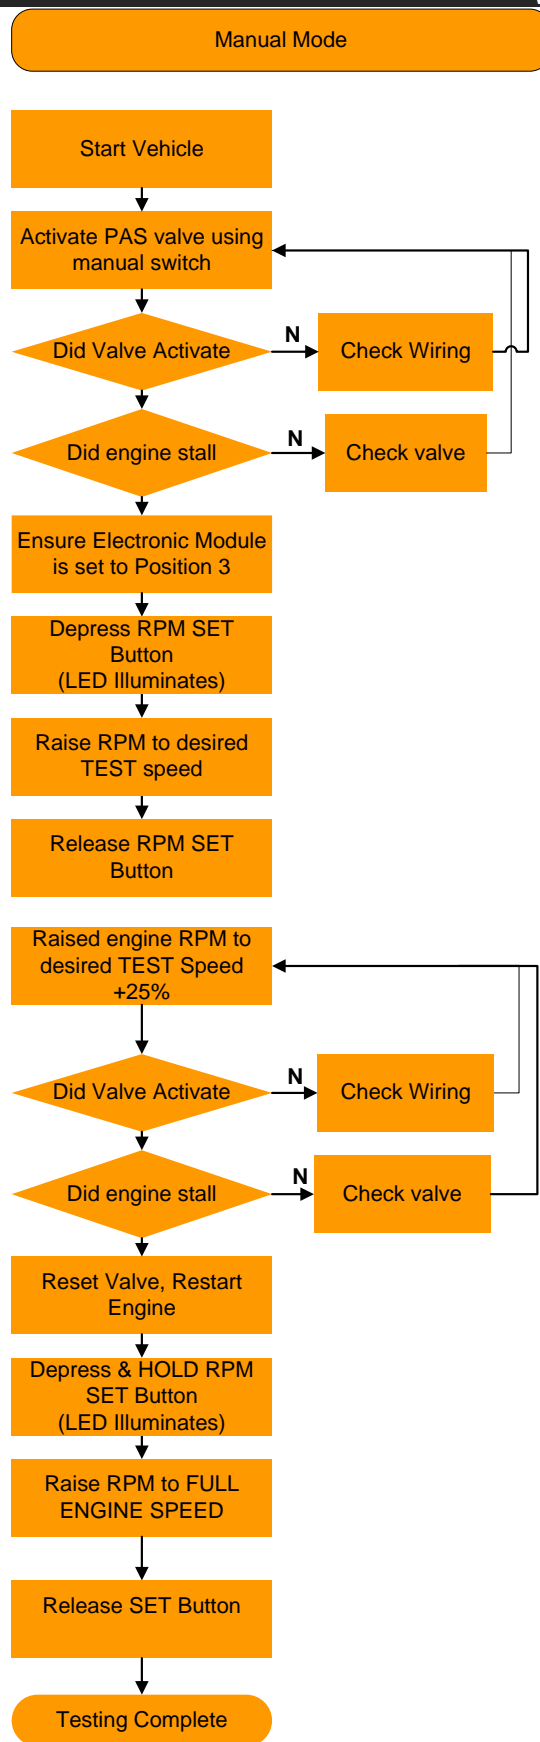 Manual Mode
Start Vehicle
Activate PAS valve using
manual switch
Did Valve Activate
N
Check Wiring
Did engine stall
N
Check valve
Ensure Electronic Module
is set to Position 3
Depress RPM SET
Button
(LED Illuminates)
Raise RPM to desired
TEST speed
Release RPM SET
Button
Raised engine RPM to
desired TEST Speed
+25%
Did Valve Activate
N
Check Wiring
Did engine stall
N
Check valve
Reset Valve, Restart
Engine
Depress & HOLD RPM
SET Button
(LED Illuminates)
Raise RPM to FULL
ENGINE SPEED
Release SET Button
Testing Complete